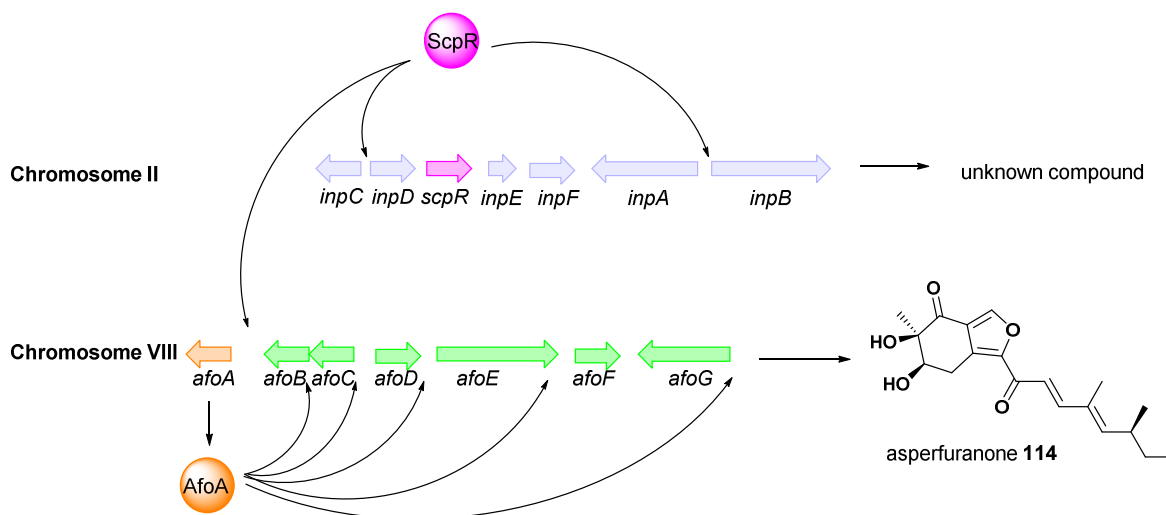 ScpR
Chromosome II
inpC inpD scpR inpE inpF inpA inpB
unknown compound
Chromosome VIII
afoA afoB afoC afoD afoE afoF afoG
AfoA
O
O
HO
HO
O
asperfuranone 114